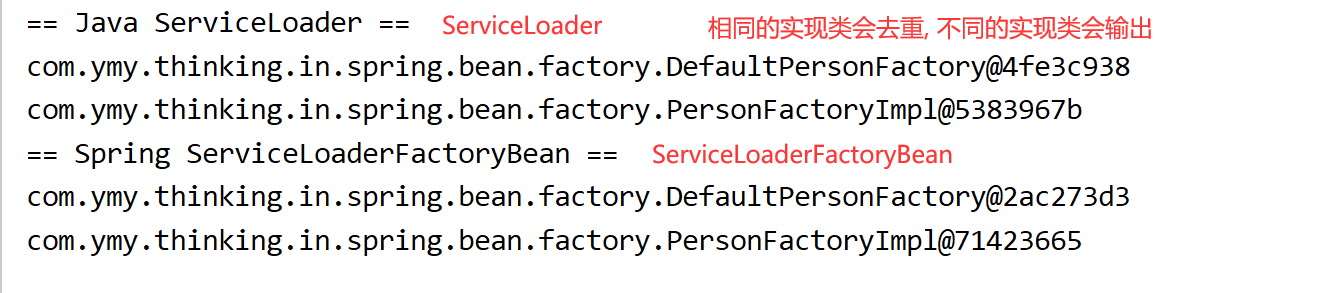 == Java ServiceLoader == ServiceLoader 相同的实现类会去重, 不同的实现类会输出
com.ymy.thinking.in.spring.bean.factory.DefaultPersonFactory@4fe3c938
com.ymy.thinking.in.spring.bean.factory.PersonFactoryImpl@5383967b
== Spring ServiceLoaderFactoryBean == ServiceLoaderFactoryBean
com.ymy.thinking.in.spring.bean.factory.DefaultPersonFactory@2ac273d3
com.ymy.thinking.in.spring.bean.factory.PersonFactoryImpl@71423665